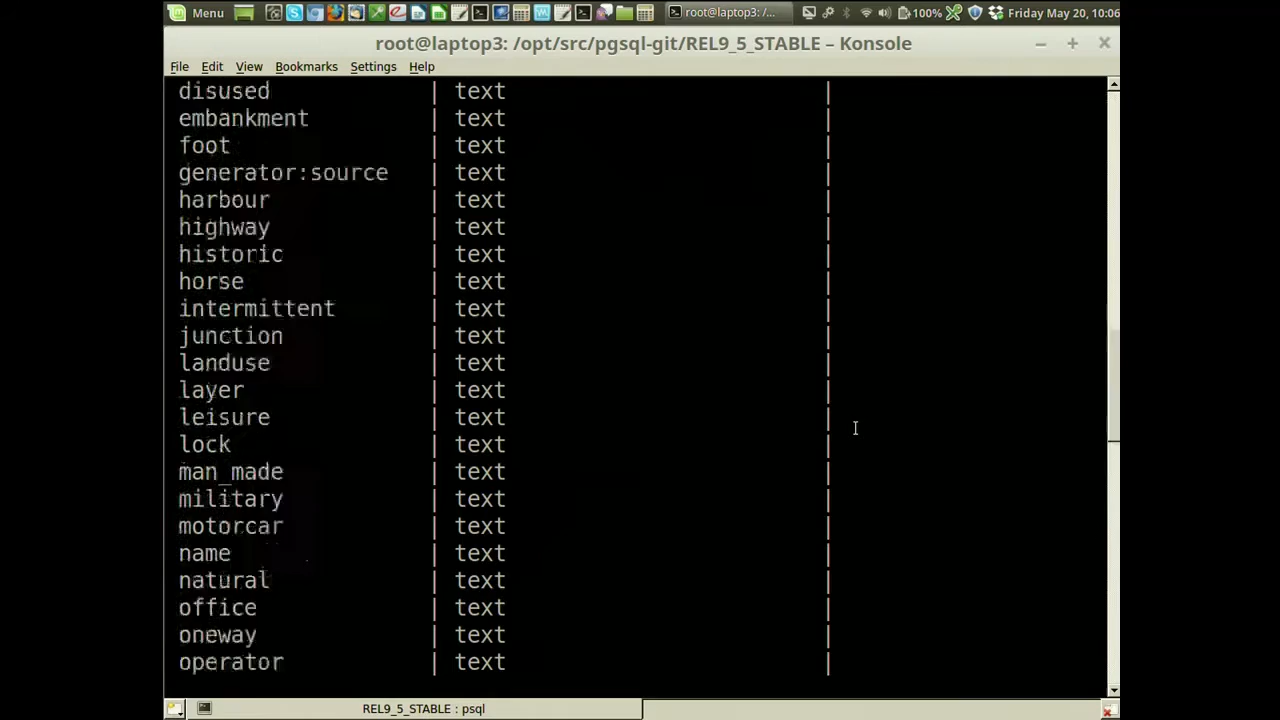 Menu root@laptop3: /... 100% Friday May 20, 10:06
root@laptop3: /opt/src/pgsql-git/REL9_5_STABLE – Konsole
File Edit View Bookmarks Settings Help
disused | text |
embankment | text |
foot | text |
generator:source | text |
harbour | text |
highway | text |
historic | text |
horse | text |
intermittent | text |
junction | text |
landuse | text |
layer | text |
leisure | text |
lock | text |
man_made | text |
military | text |
motorcar | text |
name | text |
natural | text |
office | text |
oneway | text |
operator | text |
REL9_5_STABLE : psql